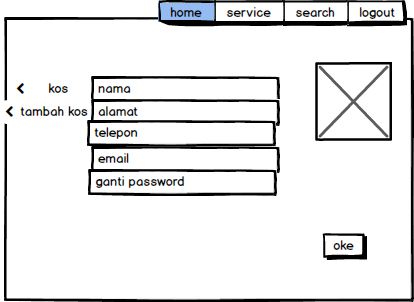 home service search logout
kos nama
tambah kos alamat
telepon
email
ganti password
oke